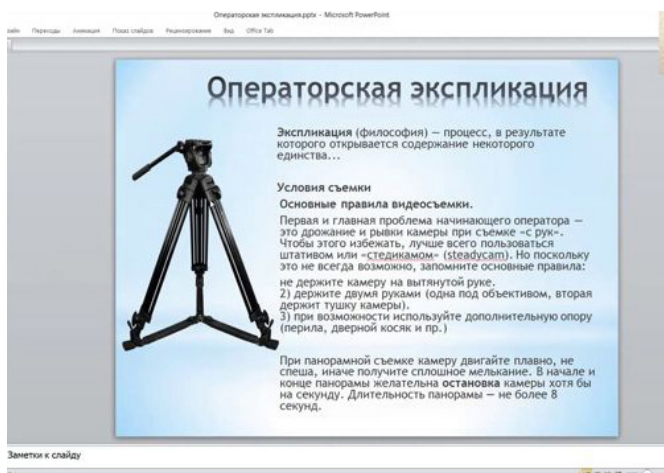 Операторская экспликация.pptx - Microsoft PowerPoint
Переходы Анимация Показ слайдов Рецензирование Вид Office Tab
Операторская экспликация
Экспликация (философия) — процесс, в результате
которого открывается содержание некоторого
единства...
Условия съемки
Основные правила видеосъемки.
Первая и главная проблема начинающего оператора —
это дрожание и рывки камеры при съемке «с рук».
Чтобы этого избежать, лучше всего пользоваться
штативом или «стедикамом» (steadycam). Но поскольку
это не всегда возможно, запомните основные правила:
не держите камеру на вытянутой руке.
2) держите двумя руками (одна под объективом, вторая
держит тушку камеры).
3) при возможности используйте дополнительную опору
(перила, дверной косяк и пр.)
При панорамной съемке камеру двигайте плавно, не
спеша, иначе получите сплошное мелькание. В начале и
конце панорамы желательна остановка камеры хотя бы
на секунду. Длительность панорамы — не более 8
секунд.
Заметки к слайду